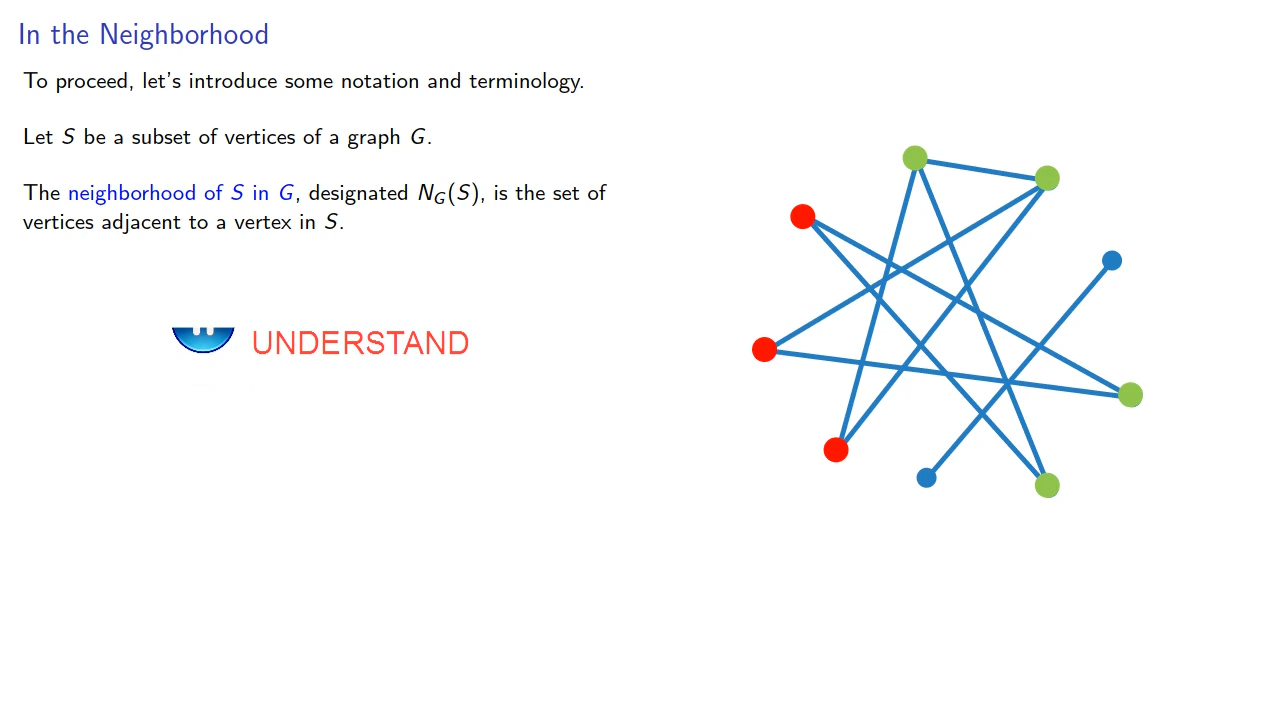 In the Neighborhood
To proceed, let's introduce some notation and terminology.
Let S be a subset of vertices of a graph G.
The neighborhood of S in G, designated N_G(S), is the set of
vertices adjacent to a vertex in S.
UNDERSTAND